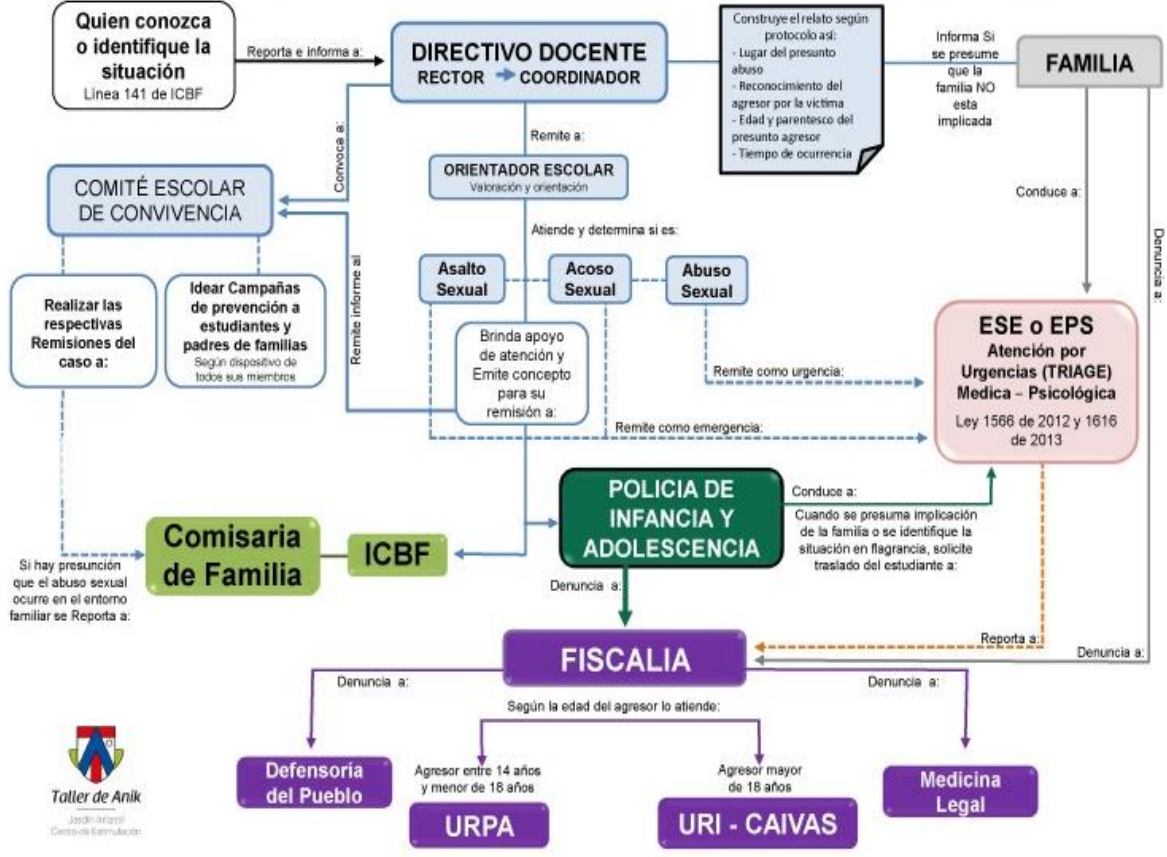 Quien conozca
o identifique la
situación
Línea 141 de ICBF
Reporta e informa a:
DIRECTIVO DOCENTE
RECTOR COORDINADOR
Construye el relato según
protocolo así:
- Lugar del presunto
abuso
- Reconocimiento del
agresor por la victima
- Edad y parentesco del
presunto agresor
- Tiempo de ocurrencia
Informa Si
se presume
que la
familia NO
esta
implicada
FAMILIA
Convoca a:
Remite a:
ORIENTADOR ESCOLAR
Valoración y orientación
Conduce a:
Denuncia a:
COMITÉ ESCOLAR
DE CONVIVENCIA
Atiende y determina si es:
Asalto
Sexual
Acoso
Sexual
Abuso
Sexual
Realizar las
respectivas
Remisiones del
caso a:
Idear Campañas
de prevención a
estudiantes y
padres de familias
Según dispositivo de
todos sus miembros
Remite informe al
Brinda apoyo
de atención y
Emite concepto
para su
remisión a:
Remite como urgencia:
Remite como emergencia:
ESE o EPS
Atención por
Urgencias (TRIAGE)
Medica – Psicológica
Ley 1566 de 2012 y 1616
de 2013
POLICIA DE
INFANCIA Y
ADOLESCENCIA
Conduce a:
Cuando se presuma implicación
de la familia o se identifique la
situación en flagrancia, solicite
traslado del estudiante a:
Comisaria
de Familia
ICBF
Si hay presunción
que el abuso sexual
ocurre en el entorno
familiar se Reporta a:
Denuncia a:
Reporta a:
Denuncia a:
FISCALIA
Denuncia a:
Denuncia a:
Según la edad del agresor lo atiende:
Defensoría
del Pueblo
Agresor entre 14 años
y menor de 18 años
URPA
Agresor mayor
de 18 años
URI - CAIVAS
Medicina
Legal
Taller de Anik
Jardín Infantil
Centro de Estimulación